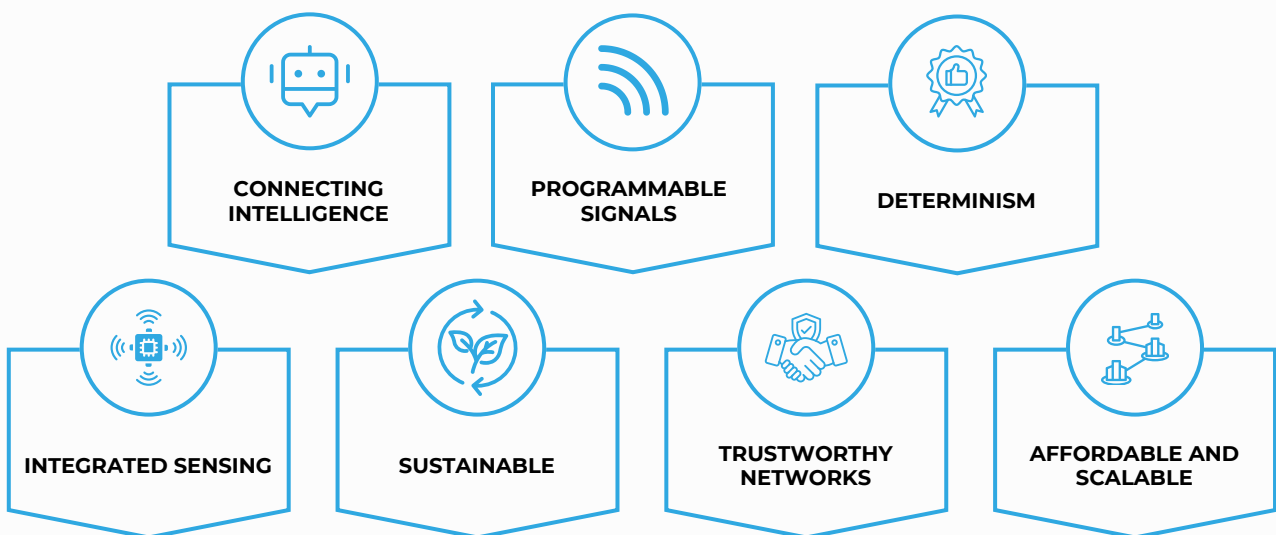 CONNECTING
INTELLIGENCE
PROGRAMMABLE
SIGNALS
DETERMINISM
INTEGRATED SENSING
SUSTAINABLE
TRUSTWORTHY
NETWORKS
AFFORDABLE AND
SCALABLE